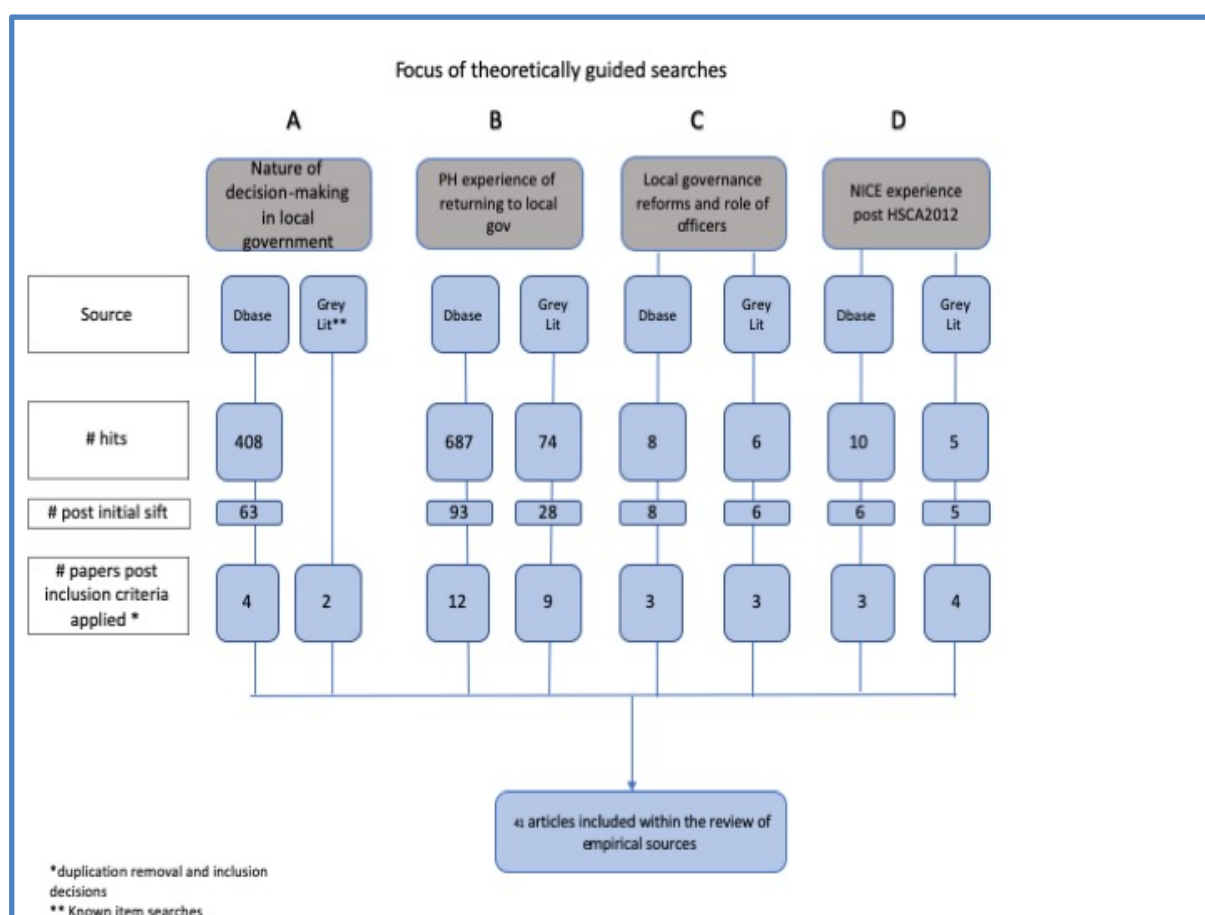 Focus of theoretically guided searches
A
B
C
D
Nature of
decision-making
in local
government
PH experience of
returning to local
gov
Local governance
reforms and role of
officers
NICE experience
post HSCA2012
Source
Dbase
Grey
Lit**
Dbase
Grey
Lit
Dbase
Grey
Lit
Dbase
Grey
Lit
# hits
408
687
74
8
6
10
5
# post initial sift
63
93
28
8
6
6
5
# papers post
inclusion criteria
applied *
4
2
12
9
3
3
3
4
41 articles included within the review of
empirical sources
*duplication removal and inclusion
decisions
** Known item searches